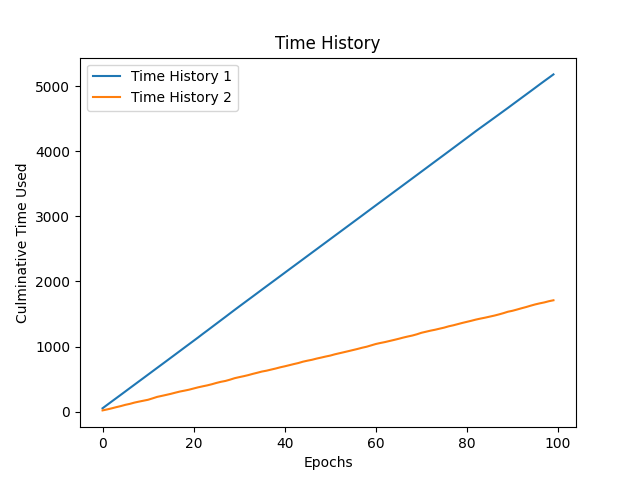 Time History
Time History 1
Time History 2
5000
4000
3000
2000
1000
0
Culminative Time Used
0 20 40 60 80 100
Epochs